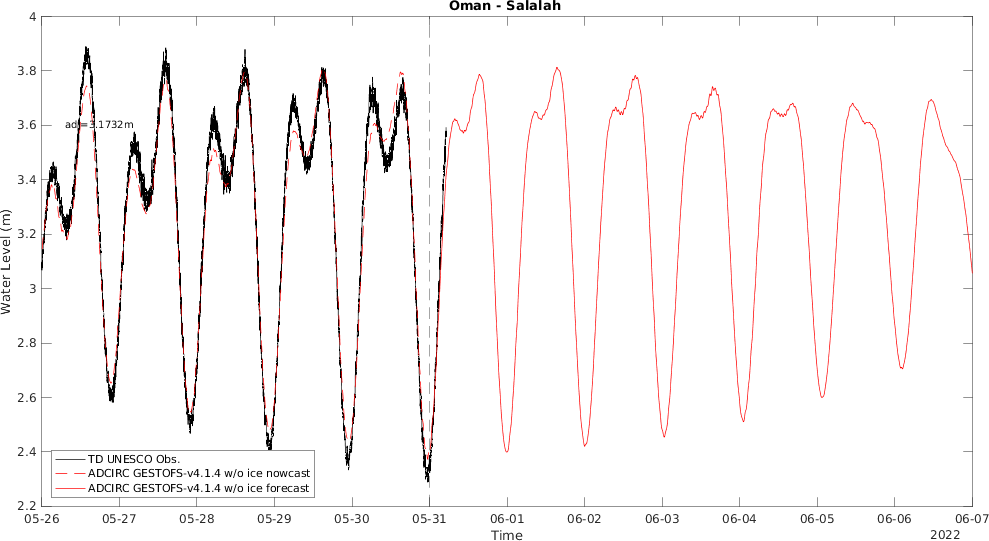 Oman - Salalah
4
3.8
3.6
3.4
3.2
3
2.8
2.6
2.4
2.2
Water Level (m)
adj=3.1732m
TD UNESCO Obs.
ADCIRC GESTOFS-v4.1.4 w/o ice nowcast
ADCIRC GESTOFS-v4.1.4 w/o ice forecast
05-26 05-27 05-28 05-29 05-30 05-31 06-01 06-02 06-03 06-04 06-05 06-06 06-07
Time
2022